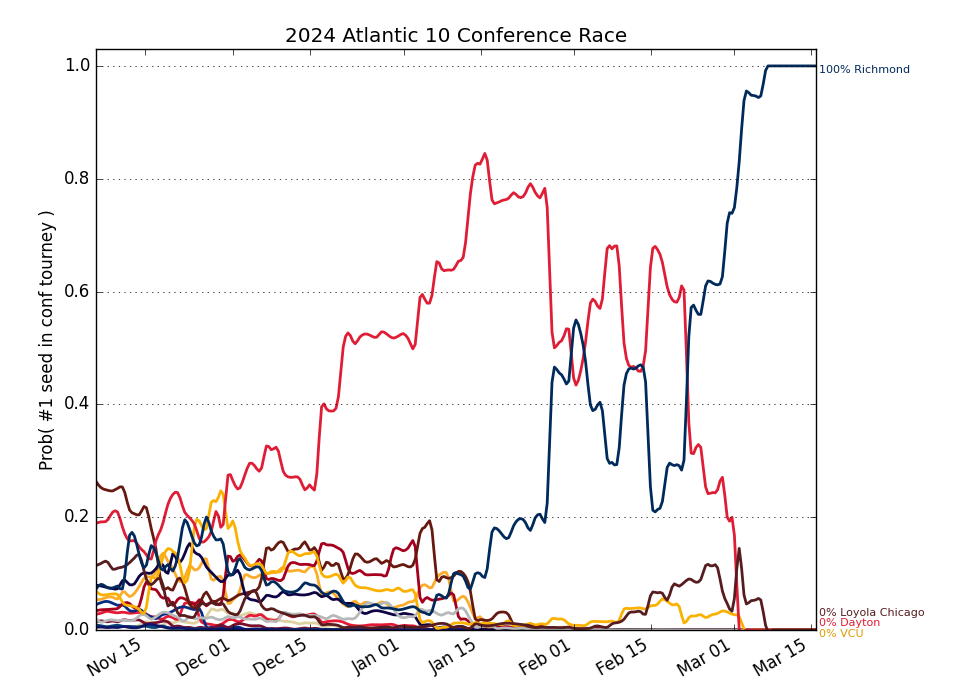 2024 Atlantic 10 Conference Race
Prob( #1 seed in conf tourney )
1.0
0.8
0.6
0.4
0.2
0.0
Nov 15
Dec 01
Dec 15
Jan 01
Jan 15
Feb 01
Feb 15
Mar 01
Mar 15
100% Richmond
0% Loyola Chicago
0% Dayton
0% VCU